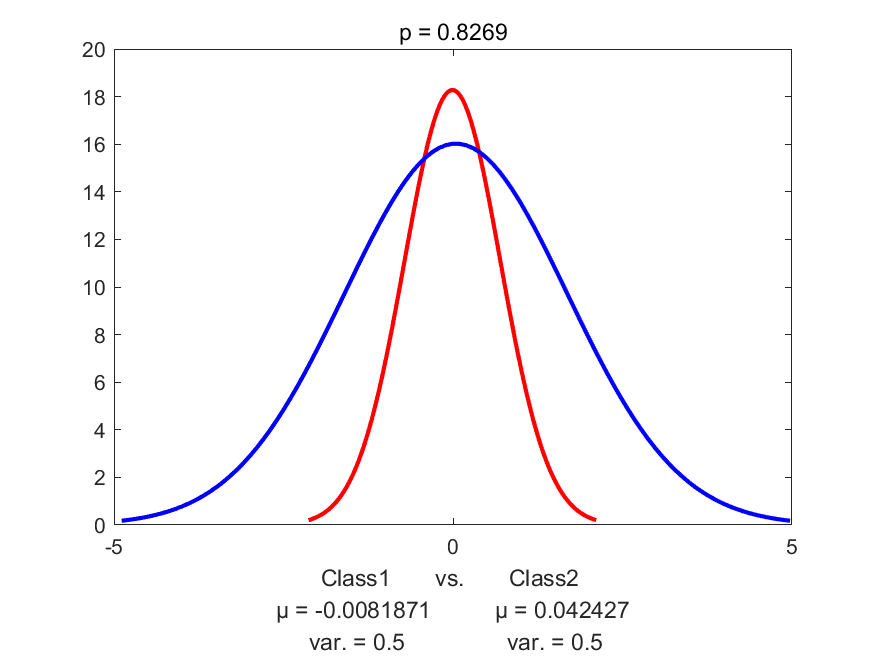 p = 0.8269
20
18
16
14
12
10
8
6
4
2
0
-5 0 5
Class1 vs. Class2
μ = -0.0081871 μ = 0.042427
var. = 0.5 var. = 0.5